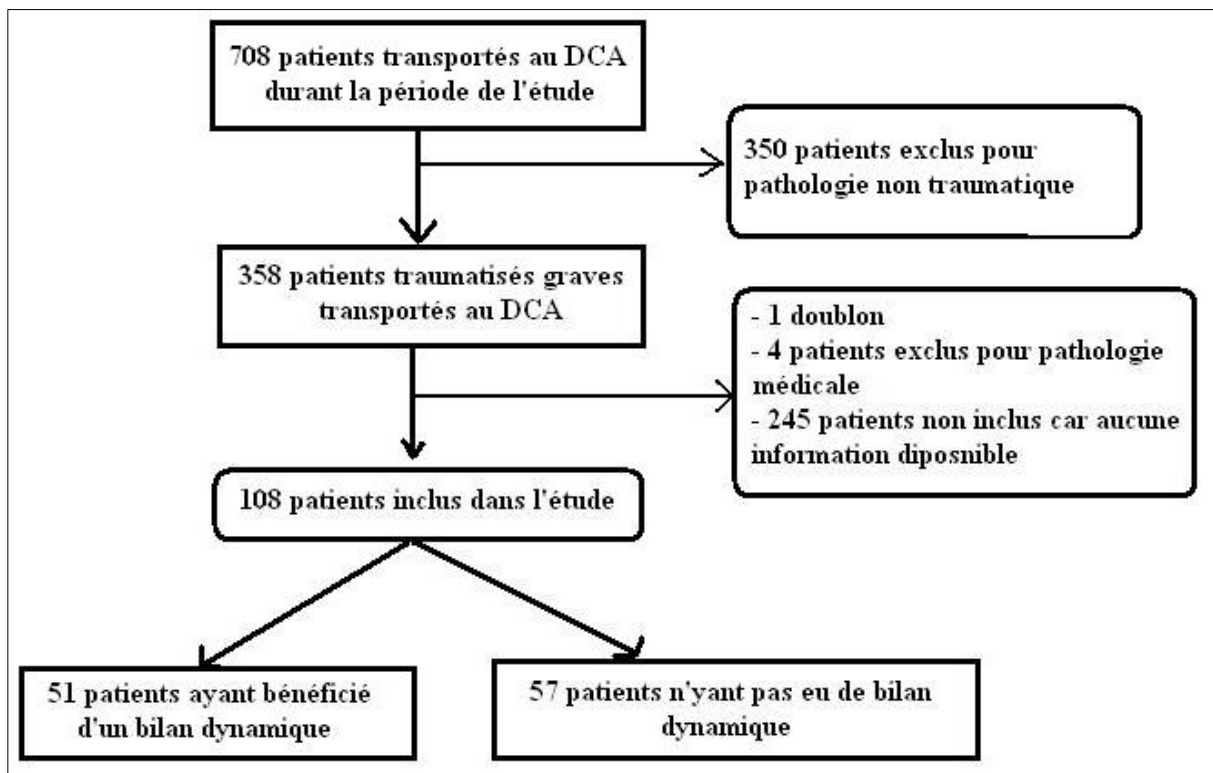 708 patients transportés au DCA
durant la période de l'étude
350 patients exclus pour
pathologie non traumatique
358 patients traumatisés graves
transportés au DCA
- 1 doublon
- 4 patients exclus pour pathologie
médicale
- 245 patients non inclus car aucune
information diposnible
108 patients inclus dans l'étude
51 patients ayant bénéficié
d'un bilan dynamique
57 patients n'yant pas eu de bilan
dynamique